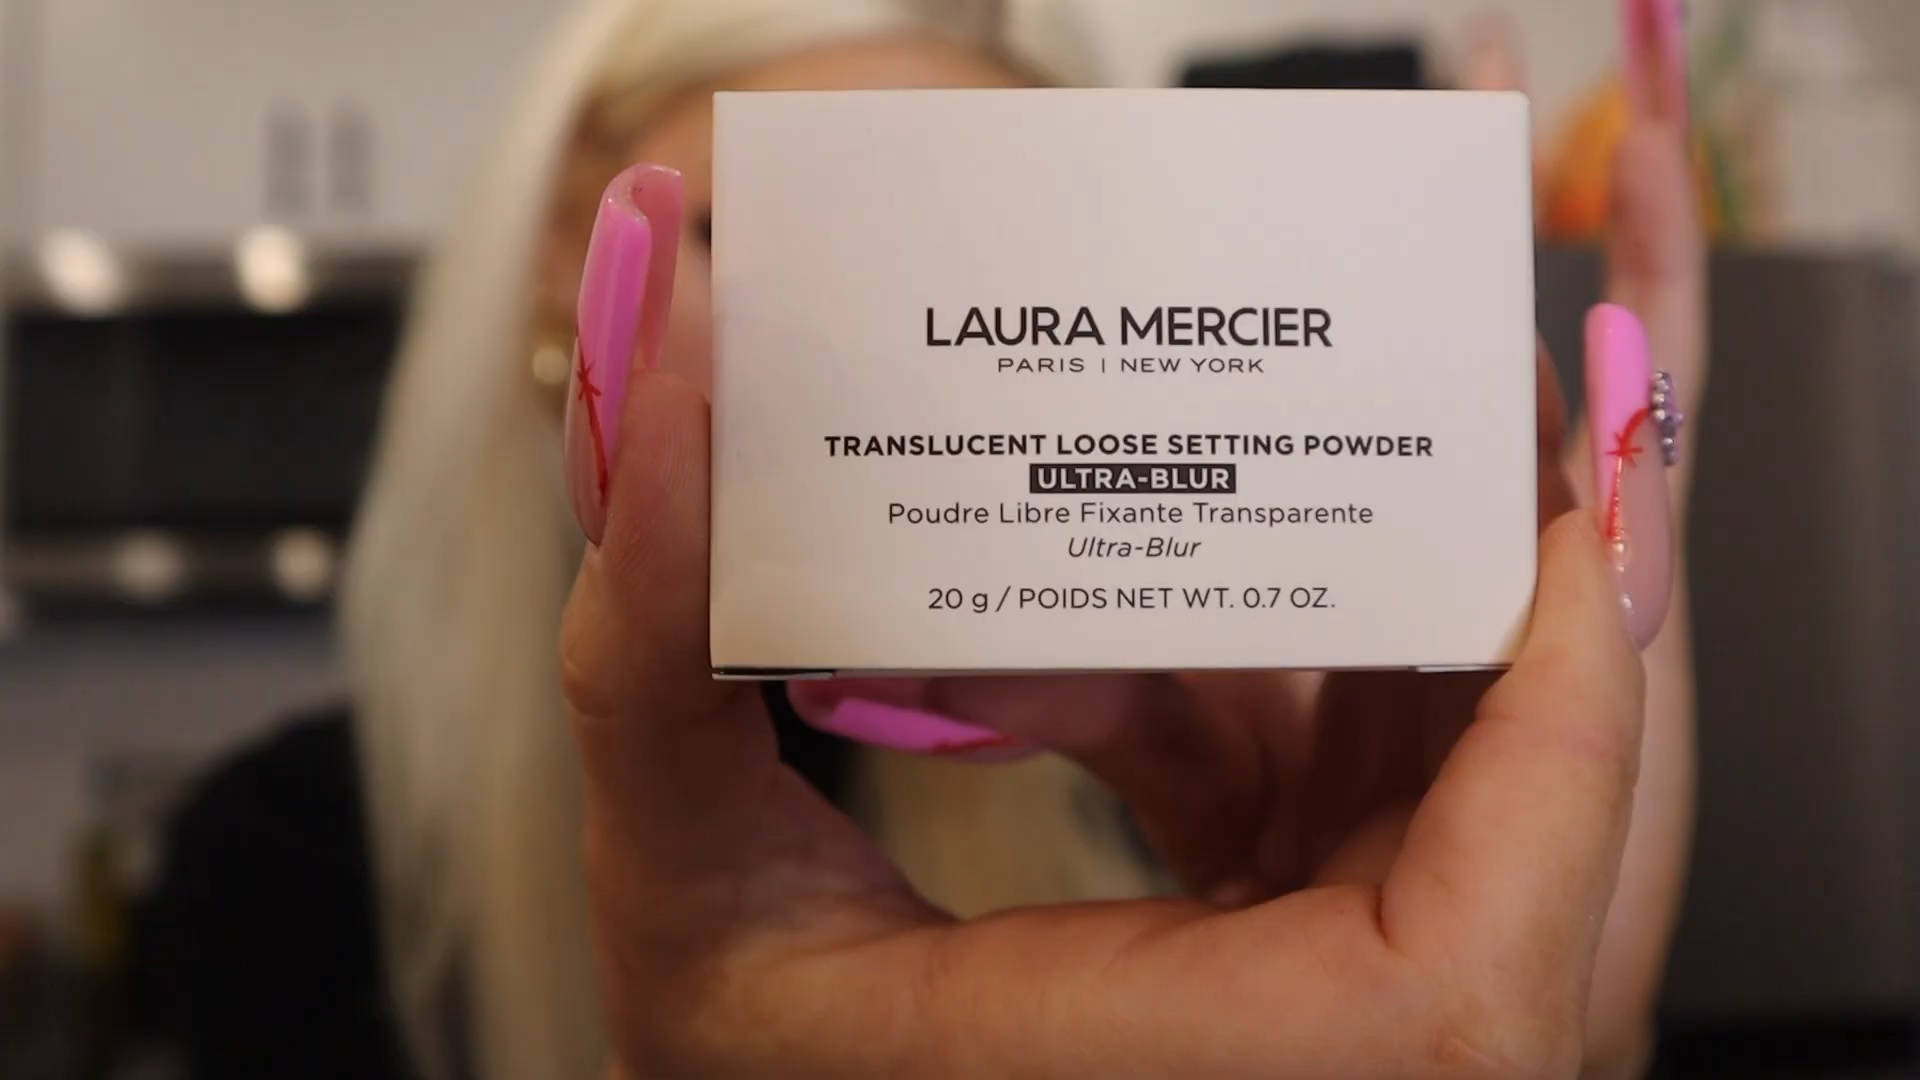 LAURA MERCIER
PARIS | NEW YORK
TRANSLUCENT LOOSE SETTING POWDER
ULTRA-BLUR
Poudre Libre Fixante Transparente
Ultra-Blur
20 g / POIDS NET WT. 0.7 OZ.